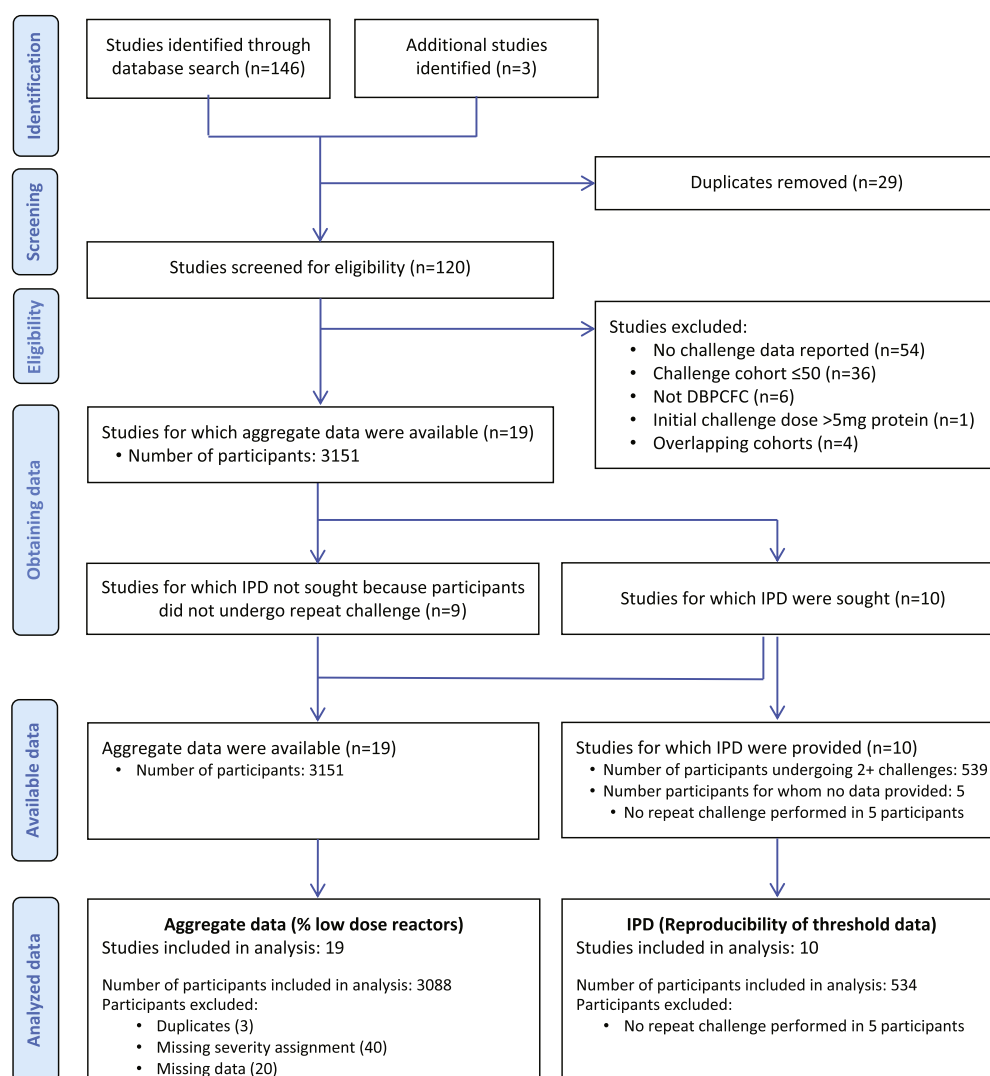 Identification
Studies identified through
database search (n=146)
Additional studies
identified (n=3)
Screening
Duplicates removed (n=29)
Studies screened for eligibility (n=120)
Eligibility
Studies excluded:
• No challenge data reported (n=54)
• Challenge cohort ≤50 (n=36)
• Not DBPCFC (n=6)
• Initial challenge dose >5mg protein (n=1)
• Overlapping cohorts (n=4)
Obtaining data
Studies for which aggregate data were available (n=19)
• Number of participants: 3151
Studies for which IPD not sought because participants
did not undergo repeat challenge (n=9)
Studies for which IPD were sought (n=10)
Available data
Aggregate data were available (n=19)
• Number of participants: 3151
Studies for which IPD were provided (n=10)
• Number of participants undergoing 2+ challenges: 539
• Number participants for whom no data provided: 5
• No repeat challenge performed in 5 participants
Analyzed data
Aggregate data (% low dose reactors)
Studies included in analysis: 19
Number of participants included in analysis: 3088
Participants excluded:
• Duplicates (3)
• Missing severity assignment (40)
• Missing data (20)
IPD (Reproducibility of threshold data)
Studies included in analysis: 10
Number of participants included in analysis: 534
Participants excluded:
• No repeat challenge performed in 5 participants